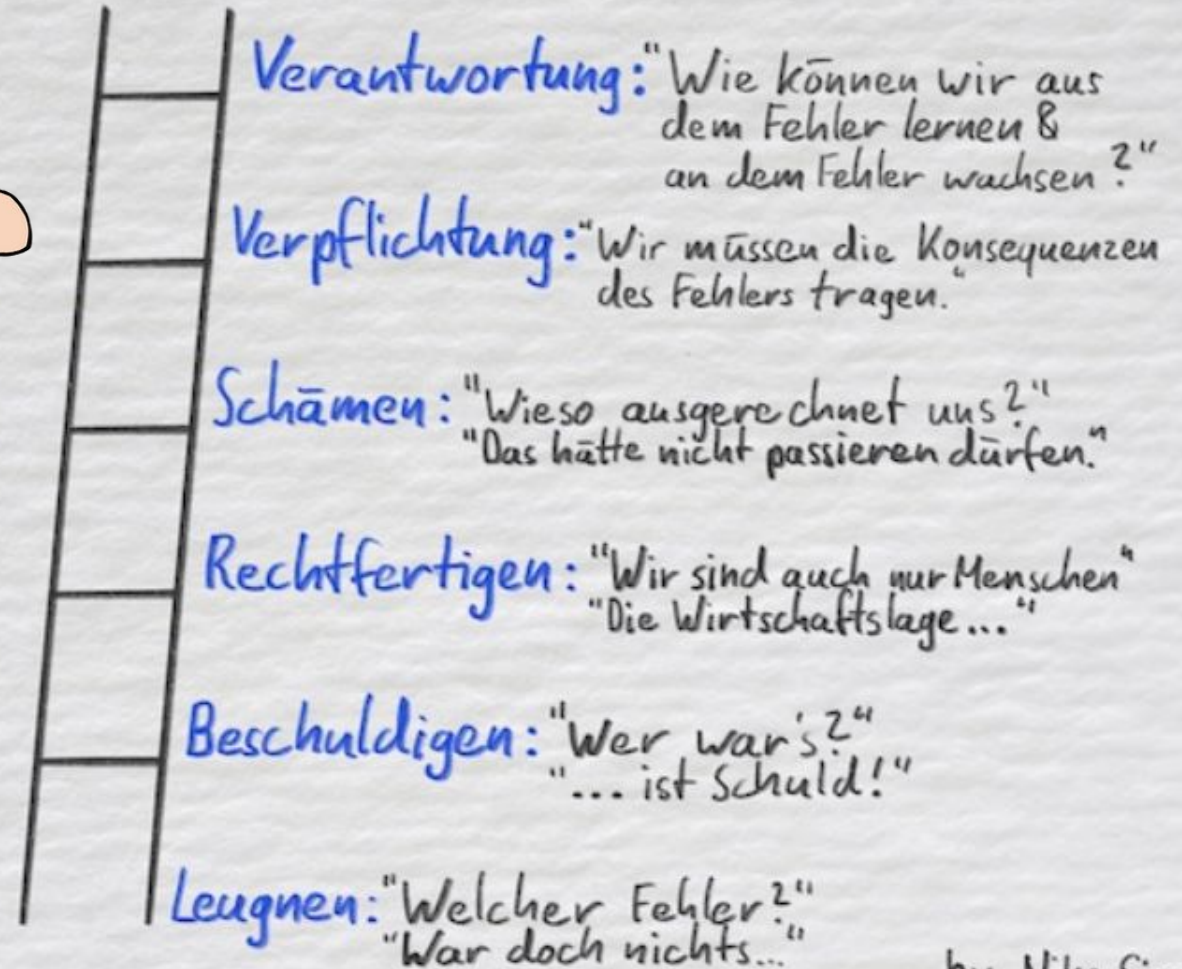 Verantwortung: "Wie können wir aus
dem Fehler lernen &
an dem Fehler wachsen?"
Verpflichtung: "Wir müssen die Konsequenzen
des Fehlers tragen."
Schämen: "Wieso ausgerechnet uns?"
"Das hätte nicht passieren dürfen."
Rechtfertigen: "Wir sind auch nur Menschen"
"Die Wirtschaftslage..."
Beschuldigen: "Wer war's?"
"... ist Schuld!"
Leugnen: "Welcher Fehler?"
"War doch nichts..."
by